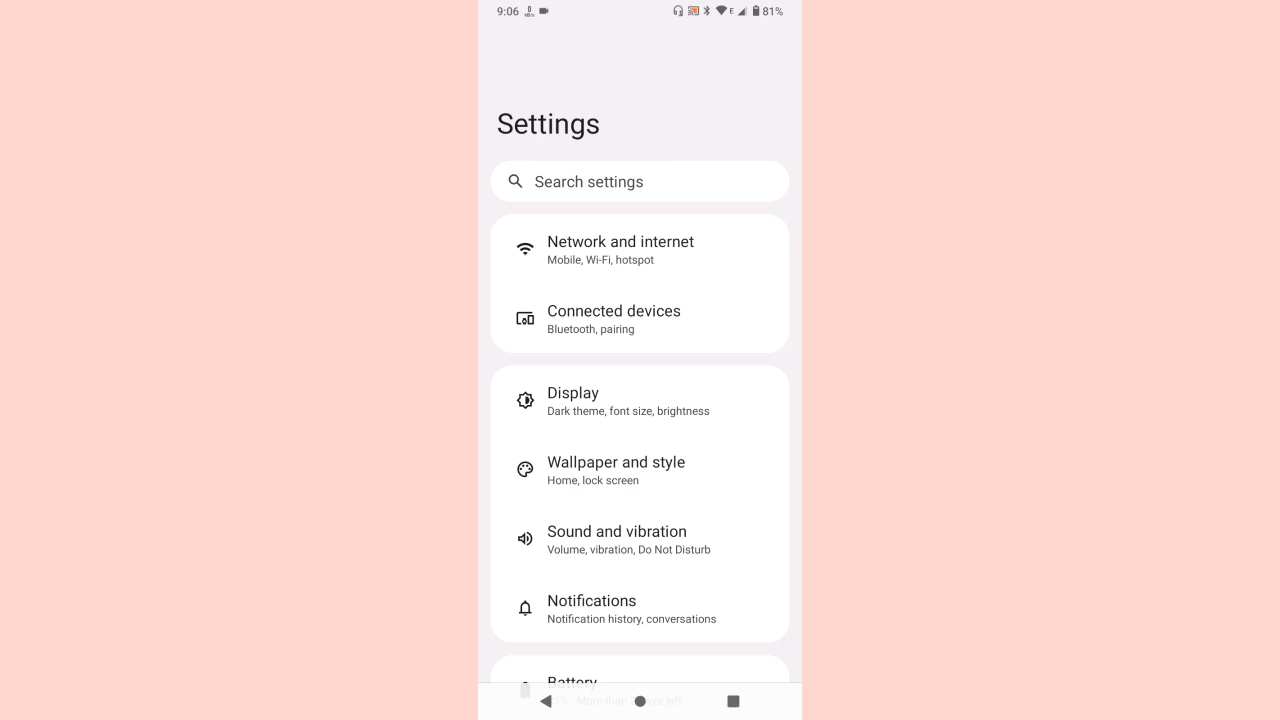 9:06 0 KB/s E 81%
Settings
Search settings
Network and internet
Mobile, Wi-Fi, hotspot
Connected devices
Bluetooth, pairing
Display
Dark theme, font size, brightness
Wallpaper and style
Home, lock screen
Sound and vibration
Volume, vibration, Do Not Disturb
Notifications
Notification history, conversations
Battery